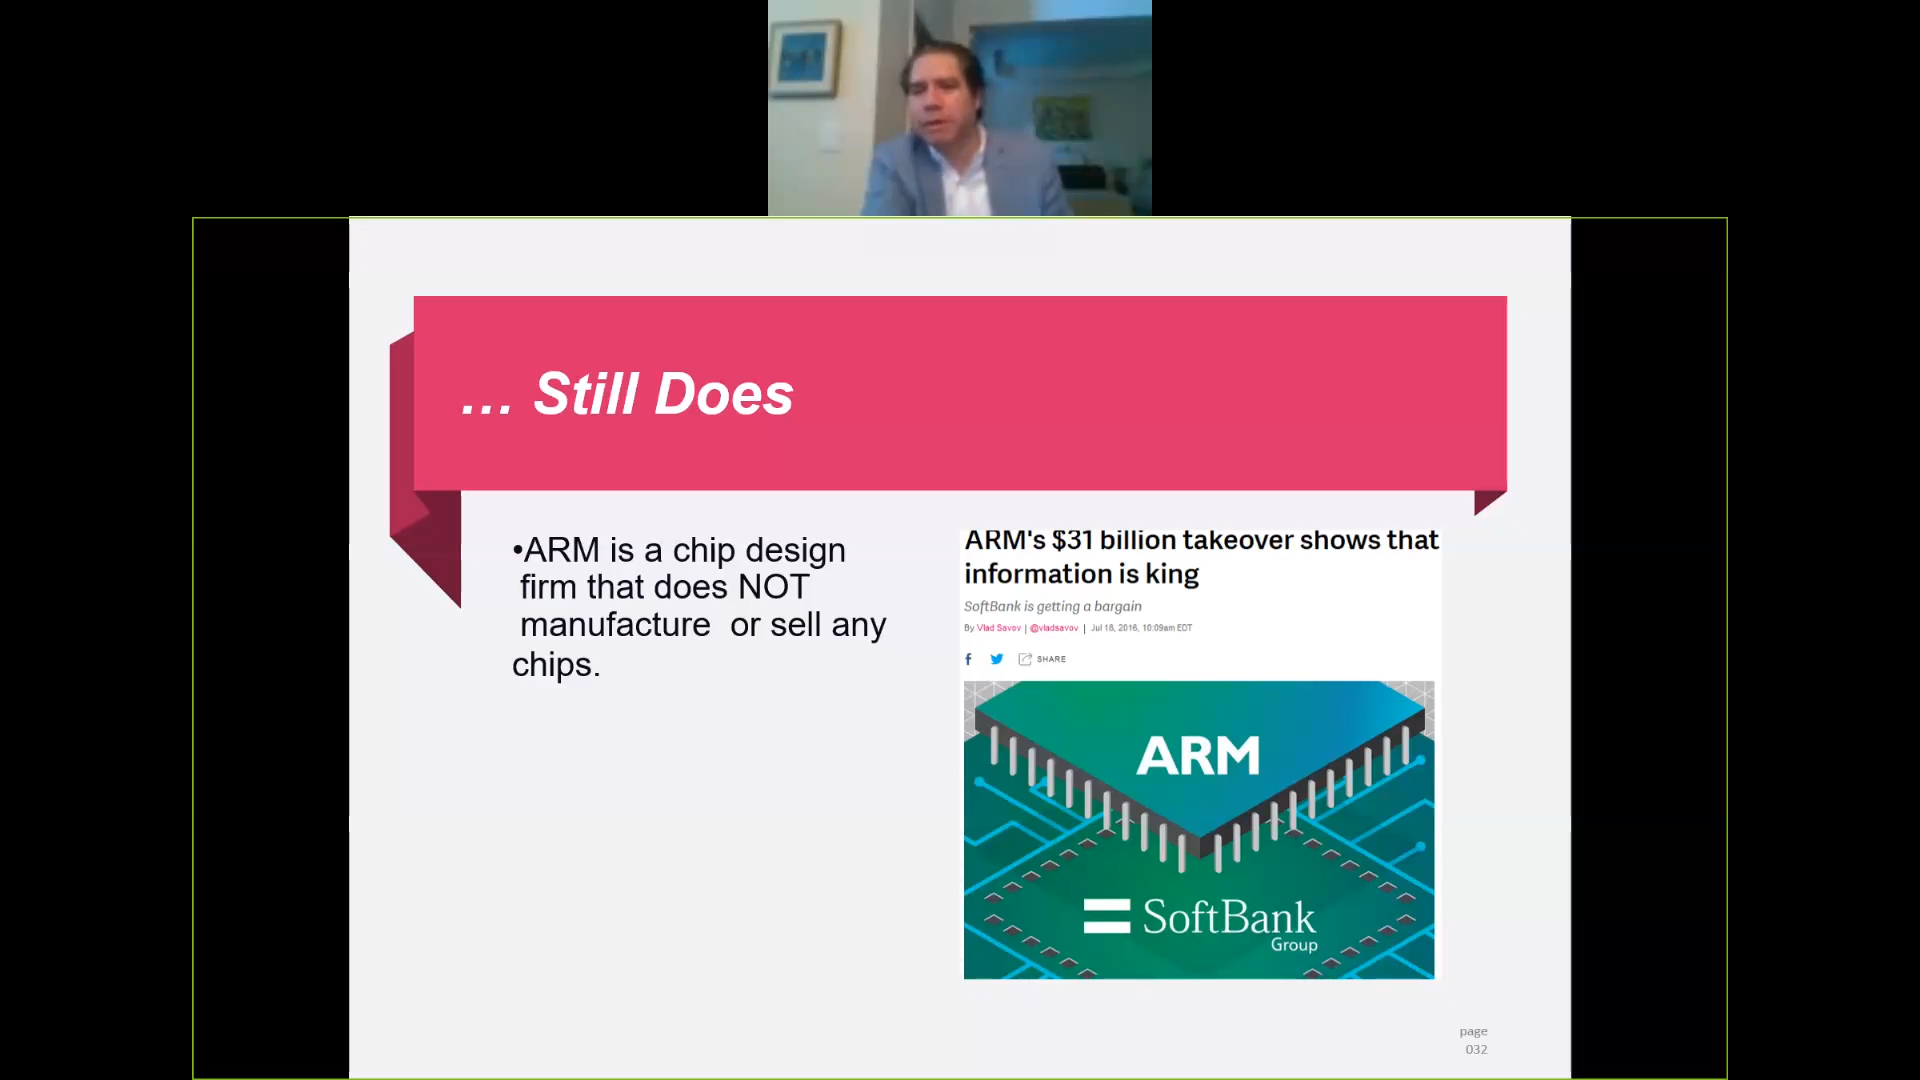 ... Still Does
•ARM is a chip design
firm that does NOT
manufacture or sell any
chips.
ARM's $31 billion takeover shows that
information is king
SoftBank is getting a bargain
By Vlad Savov | @vladsavov | Jul 18, 2016, 10:09am EDT
SHARE
ARM
SoftBank
Group
page
032